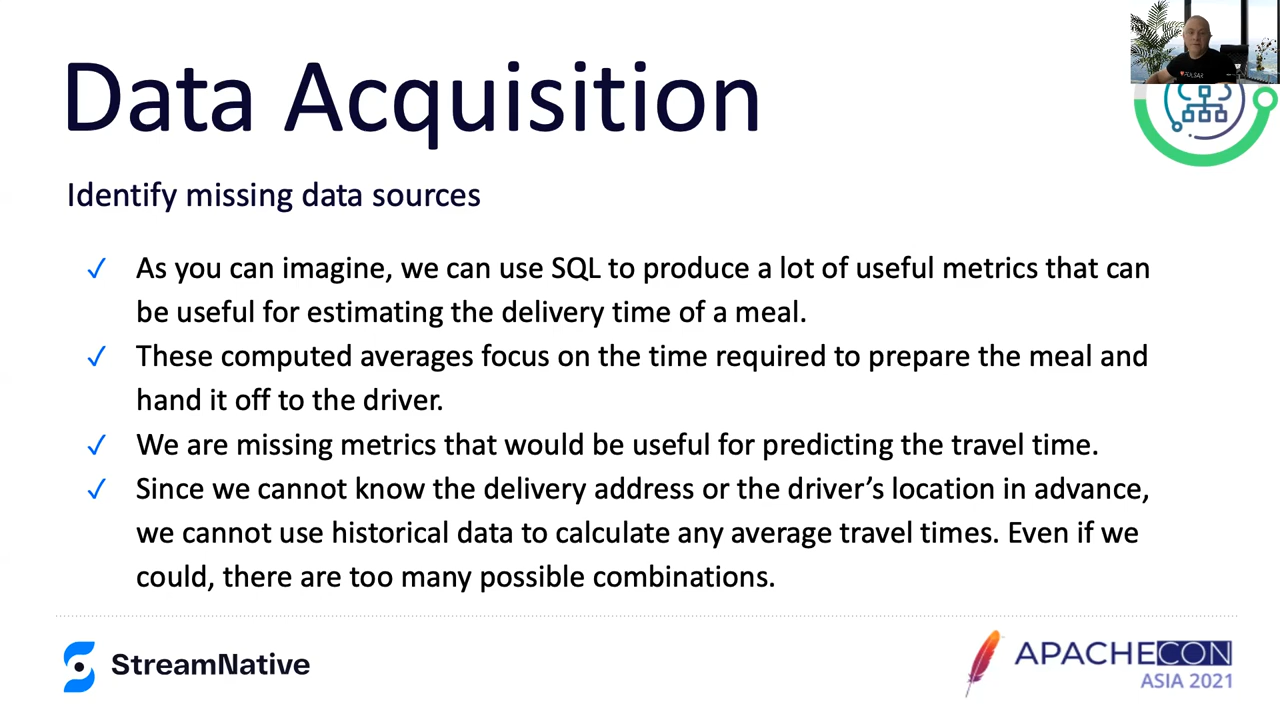 Data Acquisition
Identify missing data sources
✓ As you can imagine, we can use SQL to produce a lot of useful metrics that can
be useful for estimating the delivery time of a meal.
✓ These computed averages focus on the time required to prepare the meal and
hand it off to the driver.
✓ We are missing metrics that would be useful for predicting the travel time.
✓ Since we cannot know the delivery address or the driver’s location in advance,
we cannot use historical data to calculate any average travel times. Even if we
could, there are too many possible combinations.
StreamNative
APACHECON
ASIA 2021
PULSAR